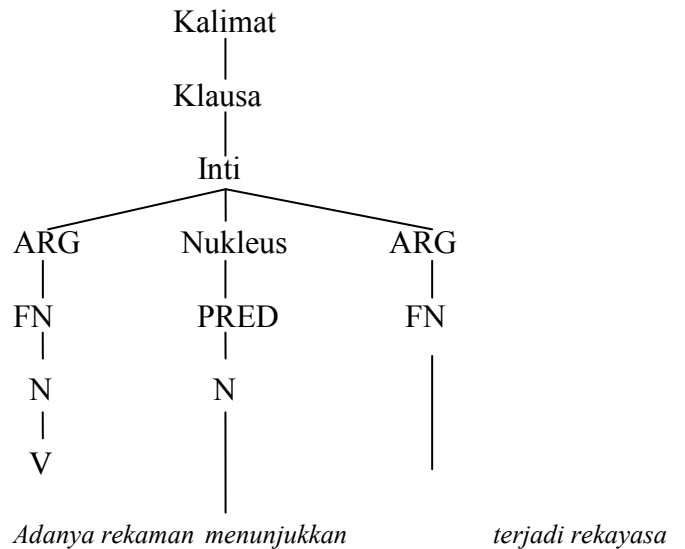 Kalimat
Klausa
Inti
ARG Nukleus ARG
FN PRED FN
N N
V
Adanya rekaman menunjukkan terjadi rekayasa